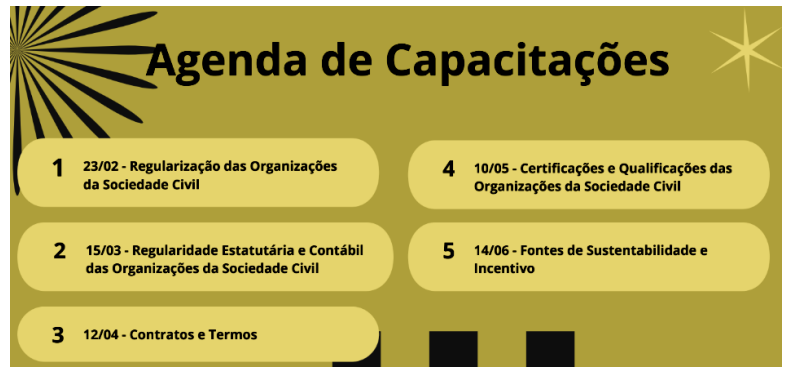 Agenda de Capacitações
1 23/02 - Regularização das Organizações
da Sociedade Civil
2 15/03 - Regularidade Estatutária e Contábil
das Organizações da Sociedade Civil
3 12/04 - Contratos e Termos
4 10/05 - Certificações e Qualificações das
Organizações da Sociedade Civil
5 14/06 - Fontes de Sustentabilidade e
Incentivo